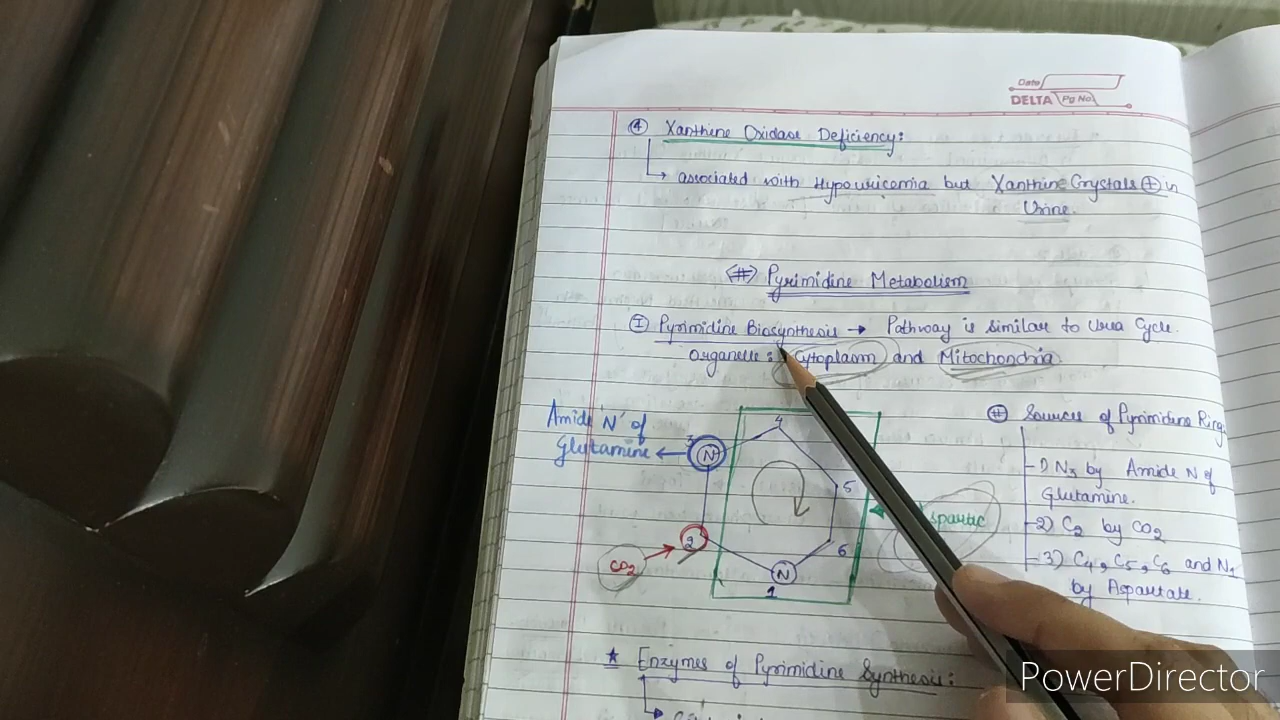 Date
DELTA Pg No.
④ Xanthine Oxidase Deficiency:
→ associated with Hypouricemia but Xanthine Crystals ⊕ in
Urine.
<#> Pyrimidine Metabolism
① Pyrimidine Biosynthesis → Pathway is similar to Urea Cycle.
Organelle: Cytoplasm and Mitochondria.
Amide 'N' of
Glutamine ← N
4
5
6
N
1
2
CO2 →
# Sources of Pyrimidine Ring
1) N3 by Amide N of
Glutamine.
2) C2 by CO2
3) C4, C5, C6 and N1
by Aspartate.
★ Enzymes of Pyrimidine Synthesis:
PowerDirector